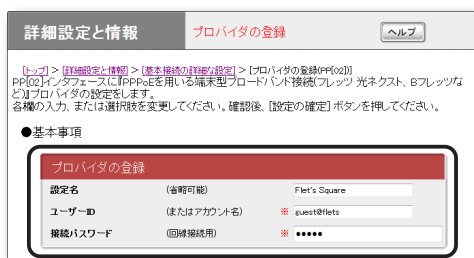 詳細設定と情報 プロバイダの登録 ヘルプ
[トップ] > [詳細設定と情報] > [基本接続の詳細な設定] > [プロバイダの登録(PP[02])]
PP[02]インタフェースに『PPPoEを用いる端末型ブロードバンド接続(フレッツ 光ネクスト、Bフレッツな
ど)』プロバイダの設定をします。
各欄の入力、または選択肢を変更してください。確認後、[設定の確定] ボタンを押してください。
●基本事項
プロバイダの登録
設定名 (省略可能) Flet's Square
ユーザーID (またはアカウント名) ※ guest@flets
接続パスワード (回線接続用) ※ ●●●●●